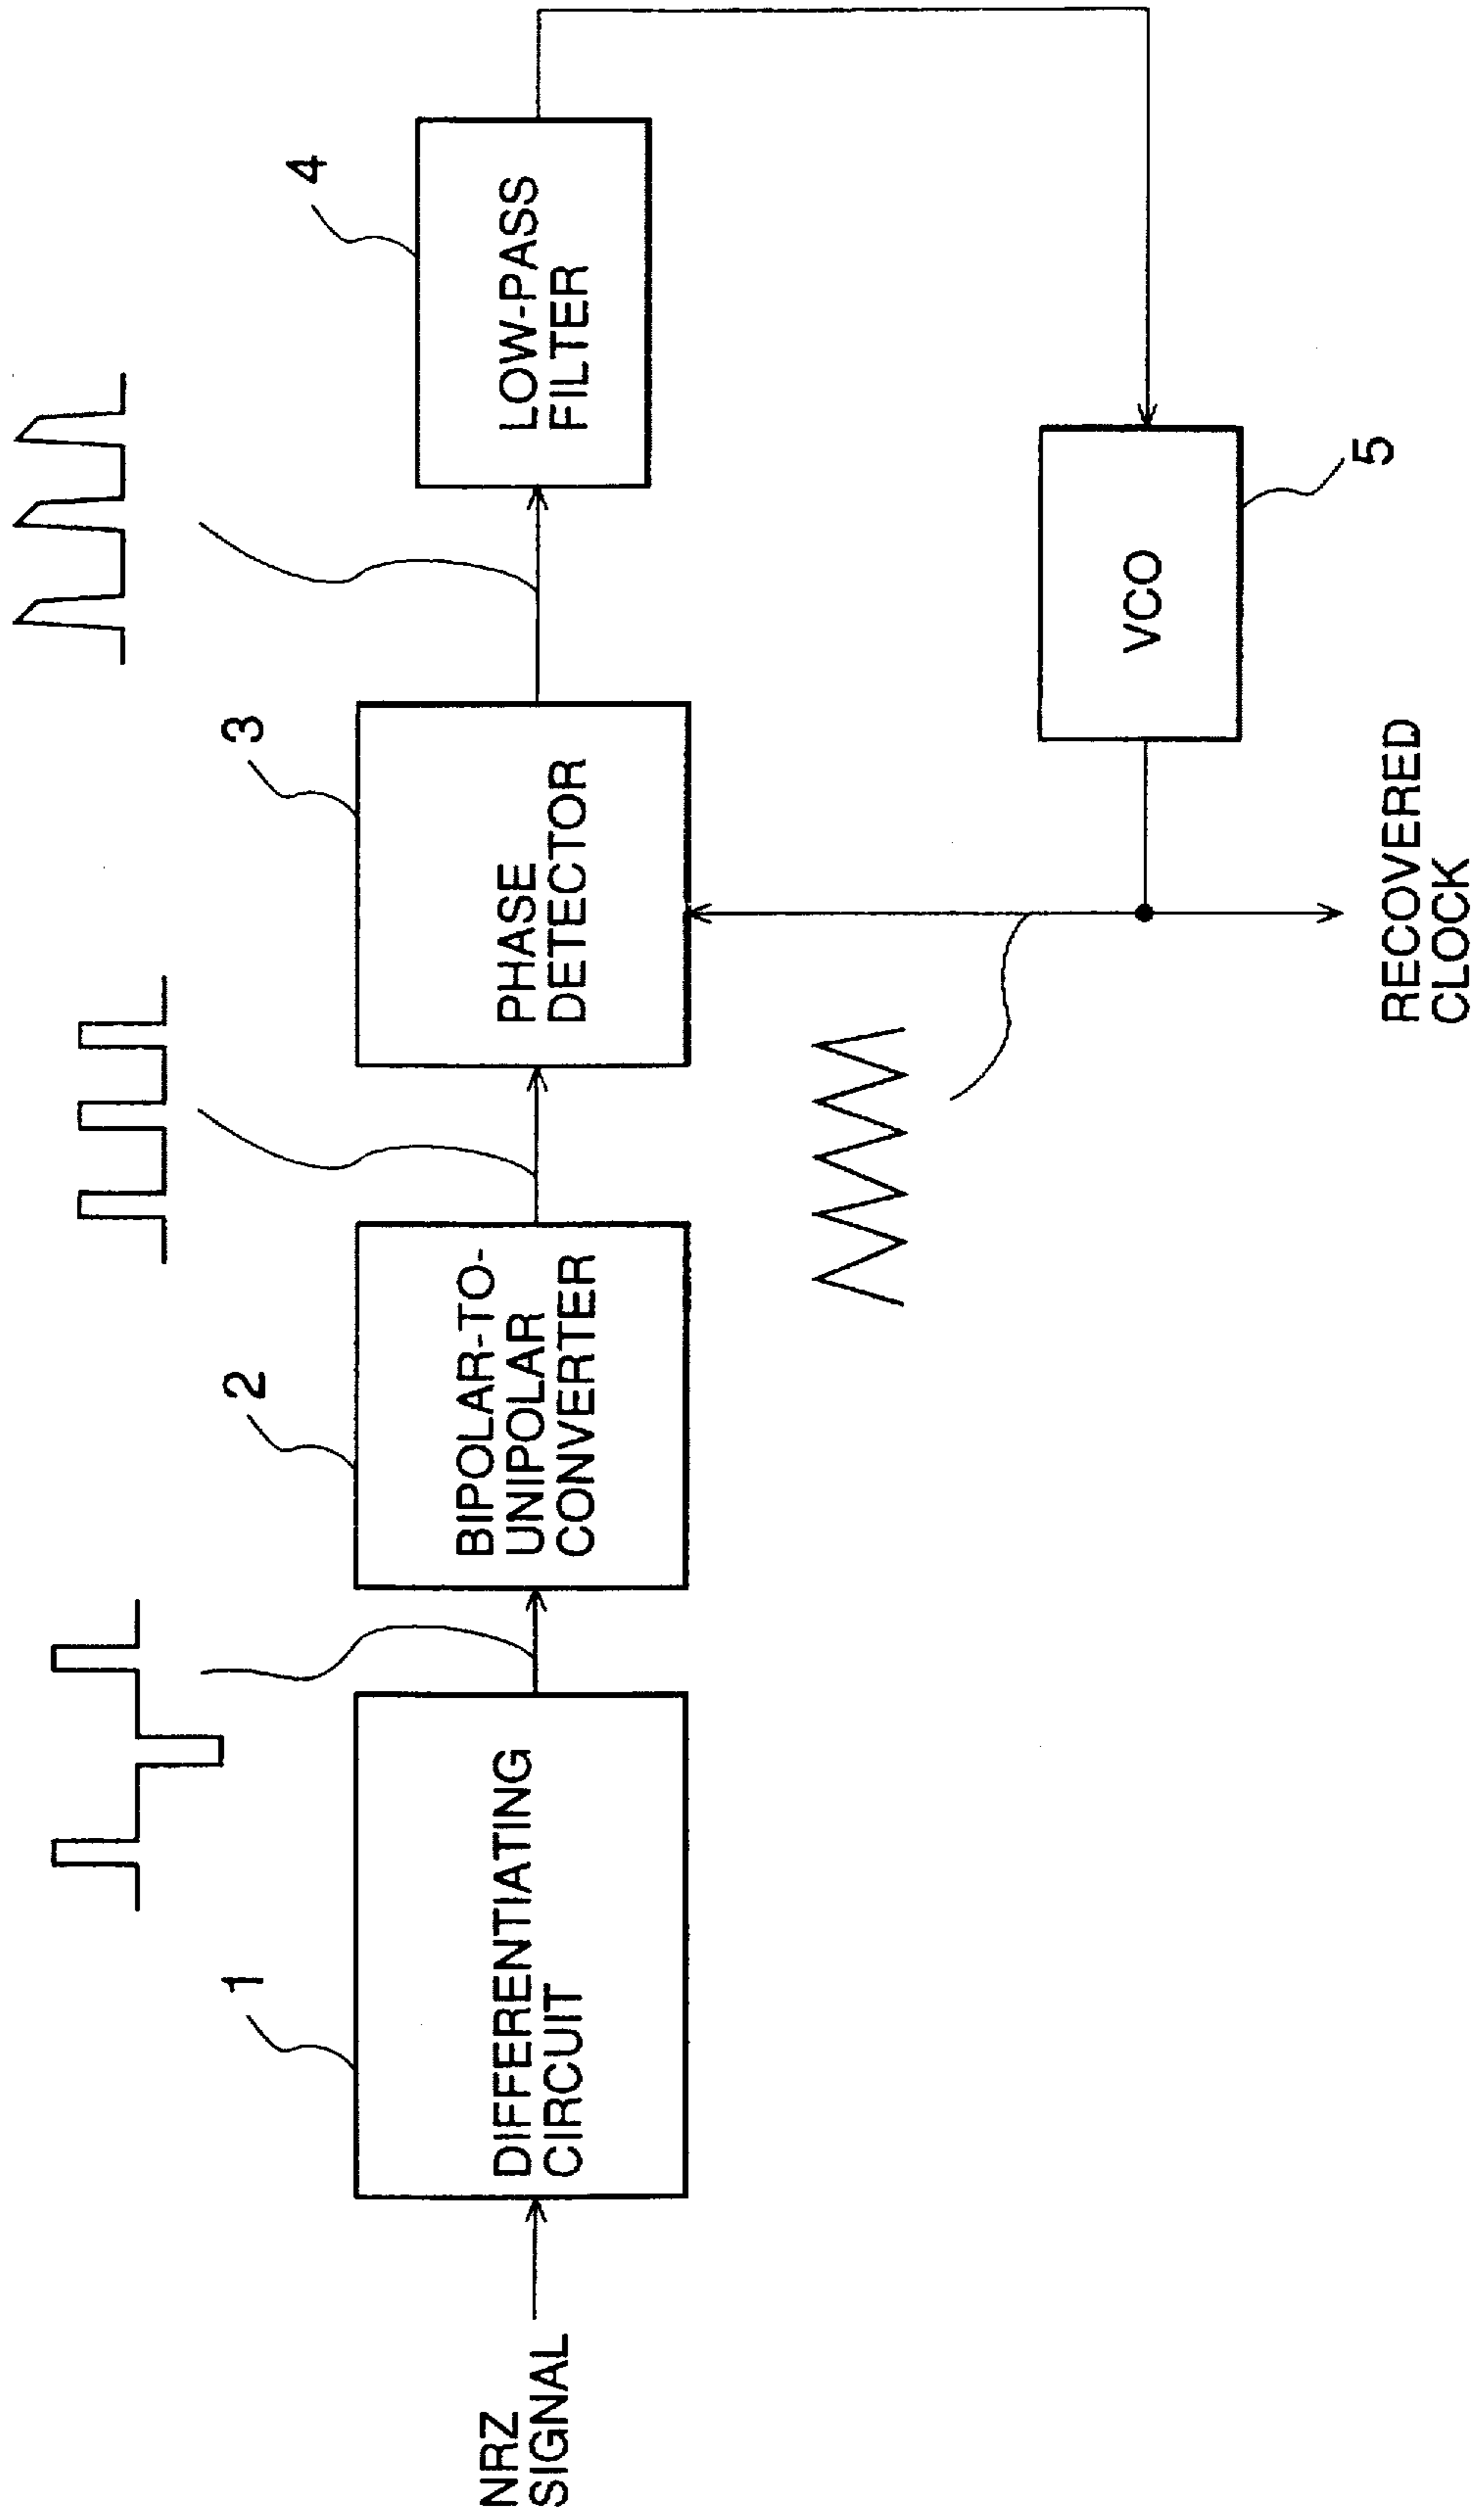 NRZ
SIGNAL
1
DIFFERENTIATING
CIRCUIT
2
BIPOLAR-TO-
UNIPOLAR
CONVERTER
3
PHASE
DETECTOR
4
LOW-PASS
FILTER
VCO
5
RECOVERED
CLOCK